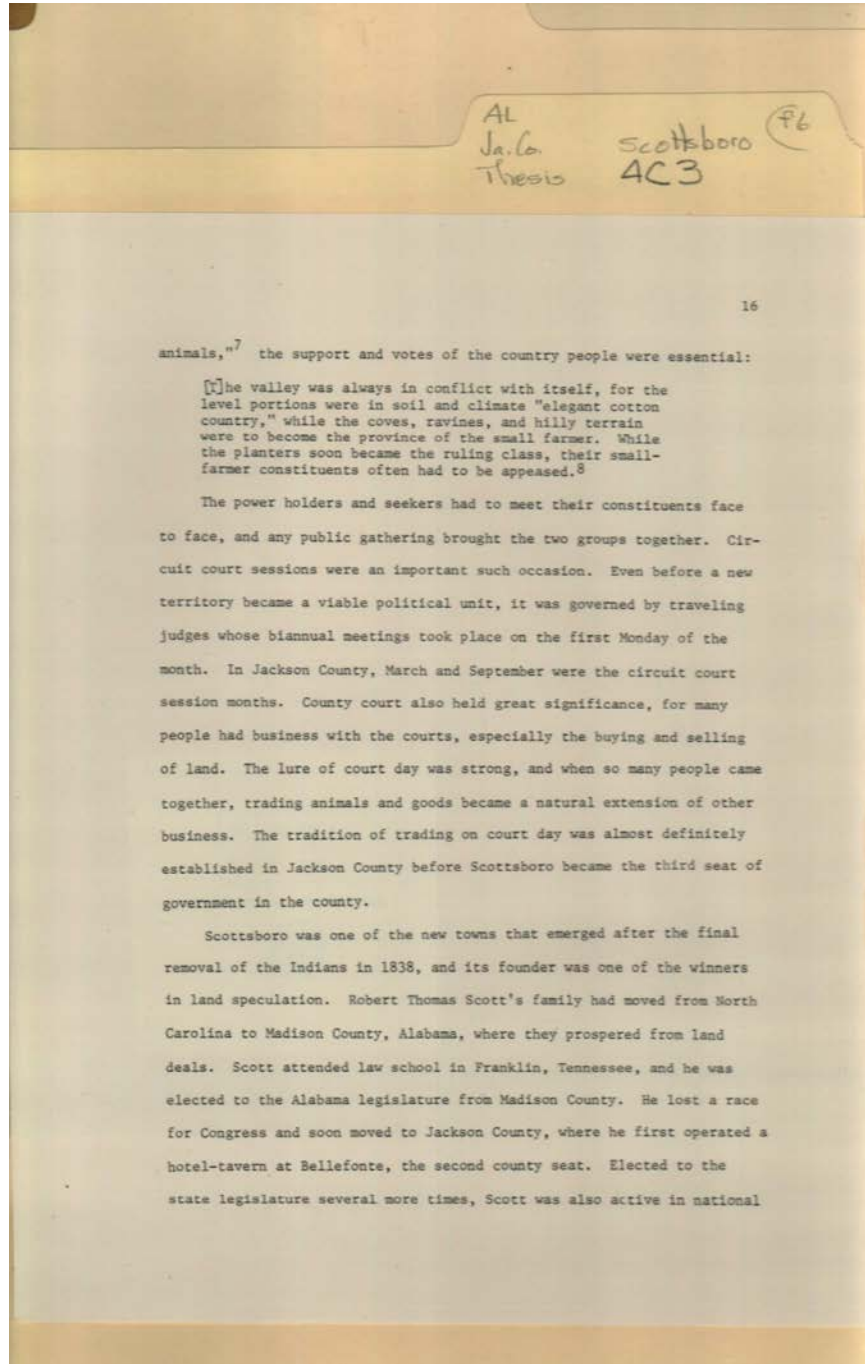 AL
Ja. Co.
Thesis
Scottsboro
4C3
F6
16
animals,"7 the support and votes of the country people were essential:
[T]he valley was always in conflict with itself, for the
level portions were in soil and climate "elegant cotton
country," while the coves, ravines, and hilly terrain
were to become the province of the small farmer. While
the planters soon became the ruling class, their small-
farmer constituents often had to be appeased.8
The power holders and seekers had to meet their constituents face
to face, and any public gathering brought the two groups together. Cir-
cuit court sessions were an important such occasion. Even before a new
territory became a viable political unit, it was governed by traveling
judges whose biannual meetings took place on the first Monday of the
month. In Jackson County, March and September were the circuit court
session months. County court also held great significance, for many
people had business with the courts, especially the buying and selling
of land. The lure of court day was strong, and when so many people came
together, trading animals and goods became a natural extension of other
business. The tradition of trading on court day was almost definitely
established in Jackson County before Scottsboro became the third seat of
government in the county.
Scottsboro was one of the new towns that emerged after the final
removal of the Indians in 1838, and its founder was one of the winners
in land speculation. Robert Thomas Scott's family had moved from North
Carolina to Madison County, Alabama, where they prospered from land
deals. Scott attended law school in Franklin, Tennessee, and he was
elected to the Alabama legislature from Madison County. He lost a race
for Congress and soon moved to Jackson County, where he first operated a
hotel-tavern at Bellefonte, the second county seat. Elected to the
state legislature several more times, Scott was also active in national